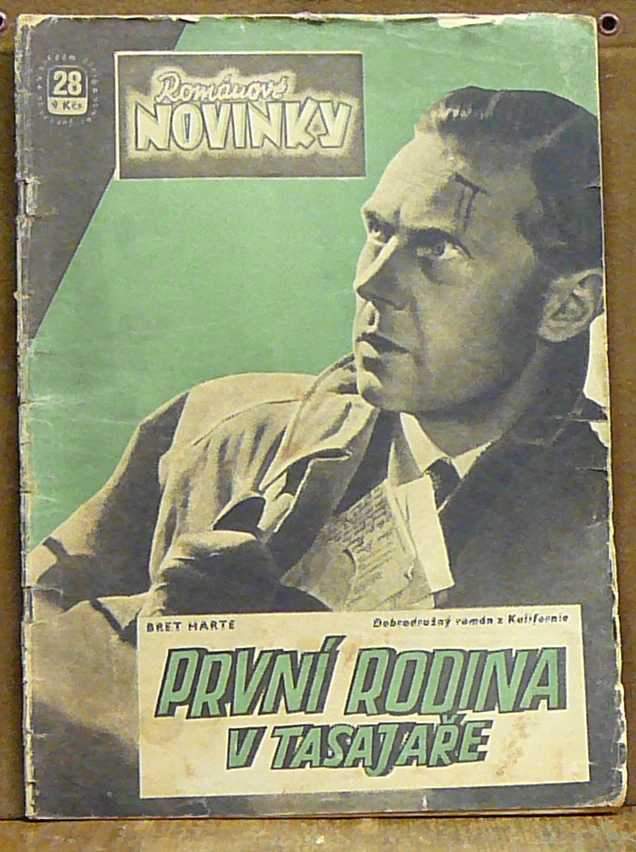 28
9 Kčs
Románové
NOVINKY
BRET HARTE
Dobrodružný román z Kalifornie
PRVNÍ RODINA
V TASAJAŘE